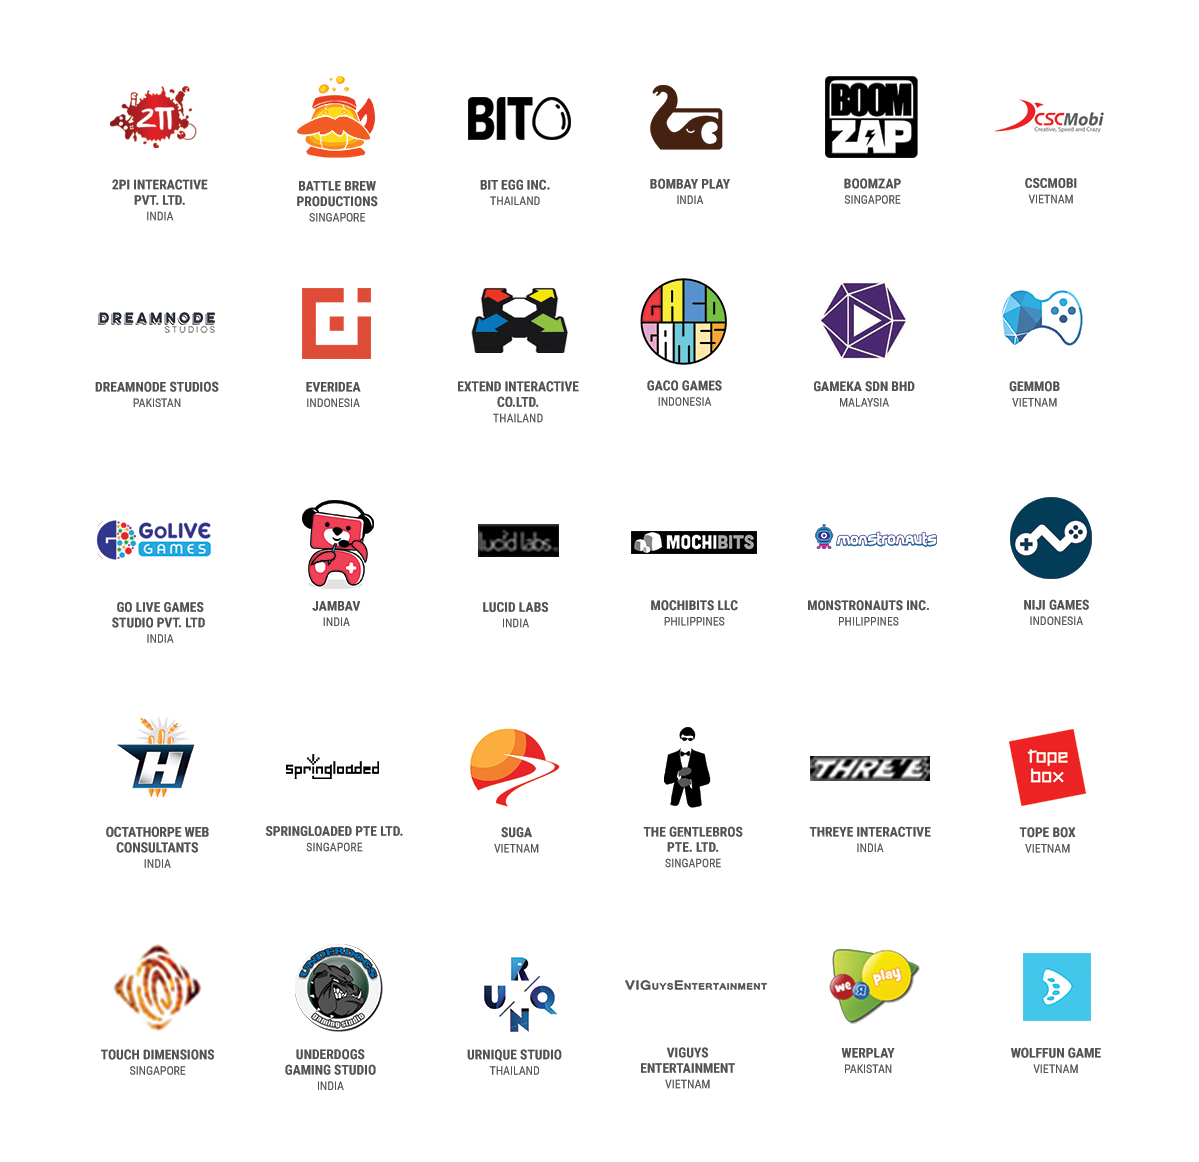 2π
BIT
BOOM
ZAP
CSCMobi
Creative, Speed and Crazy
2PI INTERACTIVE
PVT. LTD.
INDIA
BATTLE BREW
PRODUCTIONS
SINGAPORE
BIT EGG INC.
THAILAND
BOMBAY PLAY
INDIA
BOOMZAP
SINGAPORE
CSCMOBI
VIETNAM
DREAMNODE
STUDIOS
GACO
GAMES
DREAMNODE STUDIOS
PAKISTAN
EVERIDEA
INDONESIA
EXTEND INTERACTIVE
CO.LTD.
THAILAND
GACO GAMES
INDONESIA
GAMEKA SDN BHD
MALAYSIA
GEMMOB
VIETNAM
GoLIVE
GAMES
lucid labs
MOCHIBITS
monstronauts
GO LIVE GAMES
STUDIO PVT. LTD
INDIA
JAMBAV
INDIA
LUCID LABS
INDIA
MOCHIBITS LLC
PHILIPPINES
MONSTRONAUTS INC.
PHILIPPINES
NIJI GAMES
INDONESIA
H
springloaded
THREYE
tope
box
OCTATHORPE WEB
CONSULTANTS
INDIA
SPRINGLOADED PTE LTD.
SINGAPORE
SUGA
VIETNAM
THE GENTLEBROS
PTE. LTD.
SINGAPORE
THREYE INTERACTIVE
INDIA
TOPE BOX
VIETNAM
UNDERDOGS
Gaming Studio
U R N Q
VIGUYSENTERTAINMENT
we R play
TOUCH DIMENSIONS
SINGAPORE
UNDERDOGS
GAMING STUDIO
INDIA
URNIQUE STUDIO
THAILAND
VIGUYS
ENTERTAINMENT
VIETNAM
WERPLAY
PAKISTAN
WOLFFUN GAME
VIETNAM